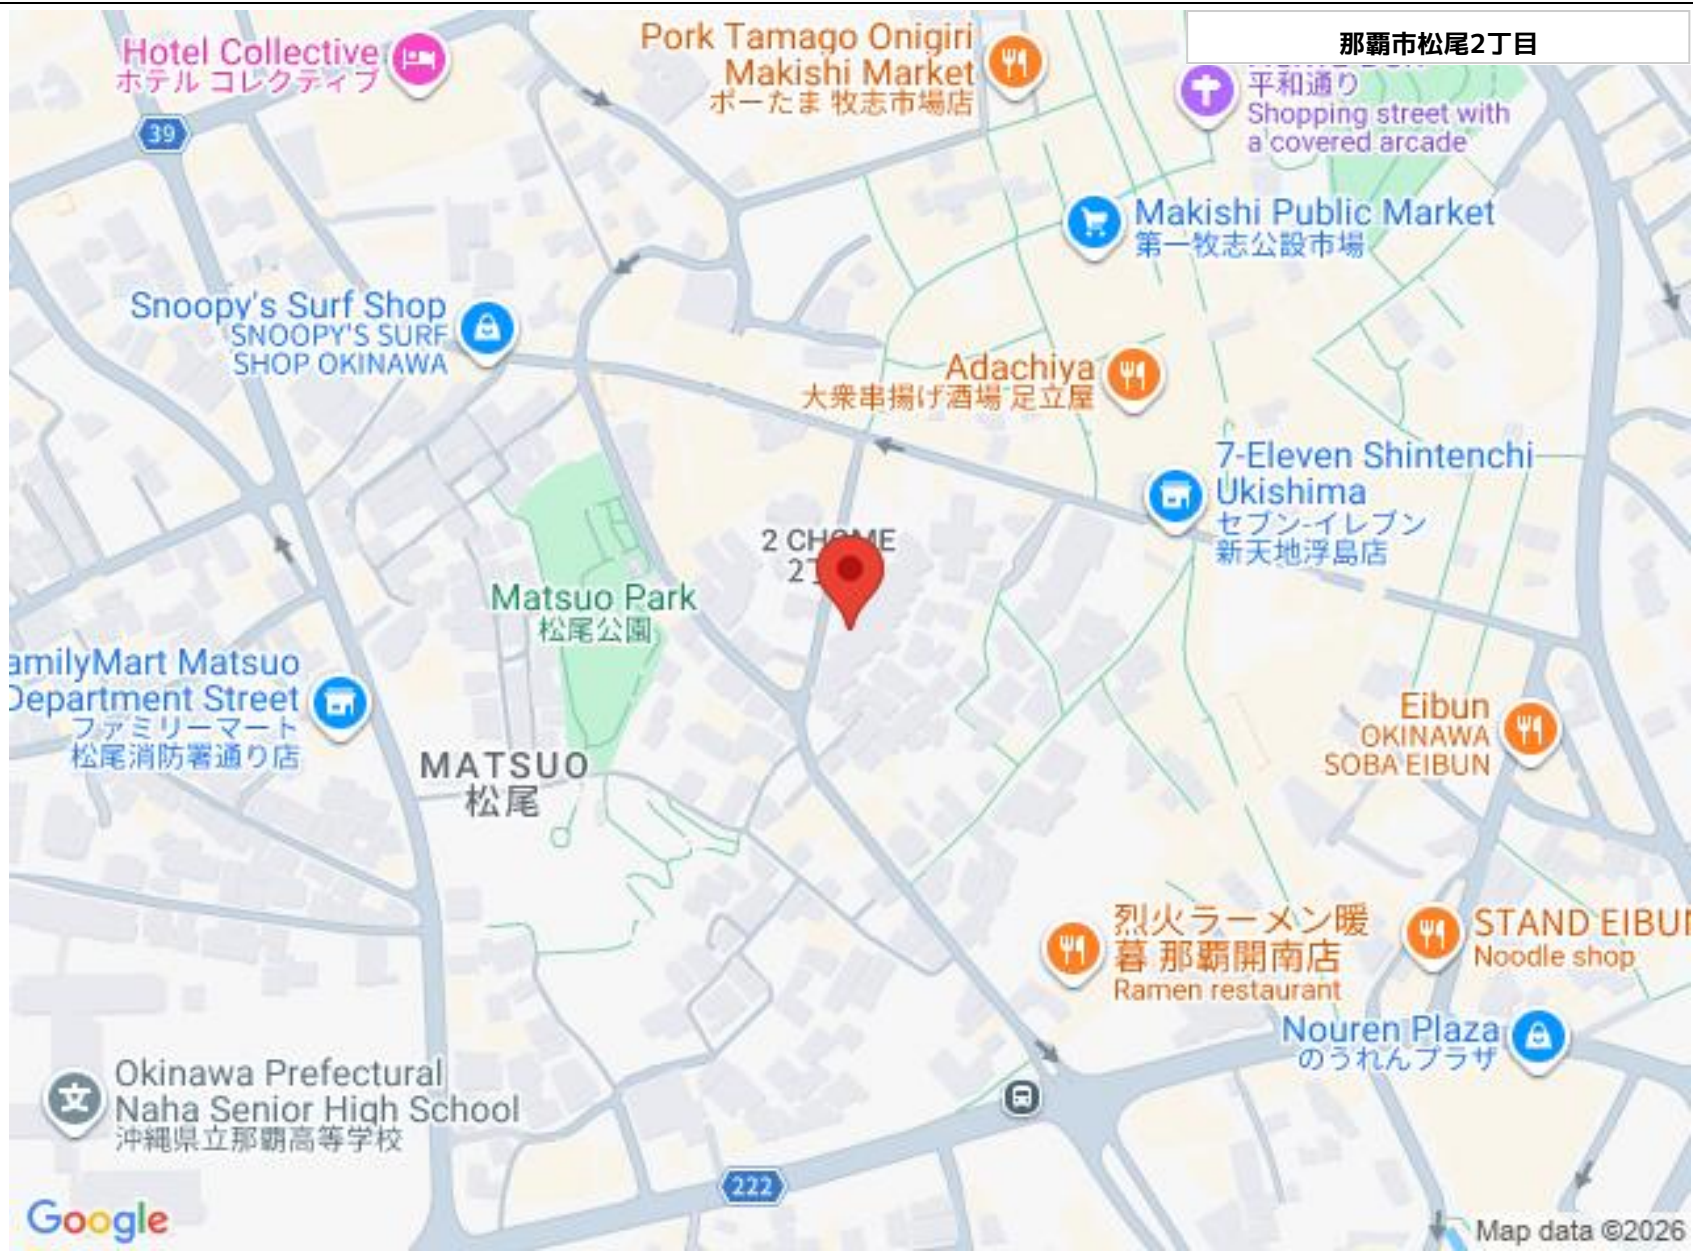 那覇市松尾2丁目
Hotel Collective
ホテル コレクティブ
39
Pork Tamago Onigiri
Makishi Market
ポーたま 牧志市場店
平和通り
Shopping street with
a covered arcade
Makishi Public Market
第一牧志公設市場
Snoopy's Surf Shop
SNOOPY'S SURF
SHOP OKINAWA
Adachiya
大衆串揚げ酒場 足立屋
7-Eleven Shintenchi
Ukishima
セブン-イレブン
新天地浮島店
2 CHOME
Matsuo Park
松尾公園
amilyMart Matsuo
Department Street
ファミリーマート
松尾消防署通り店
MATSUO
松尾
Eibun
OKINAWA
SOBA EIBUN
烈火ラーメン暖
暮 那覇開南店
Ramen restaurant
STAND EIBUN
Noodle shop
Nouren Plaza
のうれんプラザ
Okinawa Prefectural
Naha Senior High School
沖縄県立那覇高等学校
文
222
Google
Map data ©2026